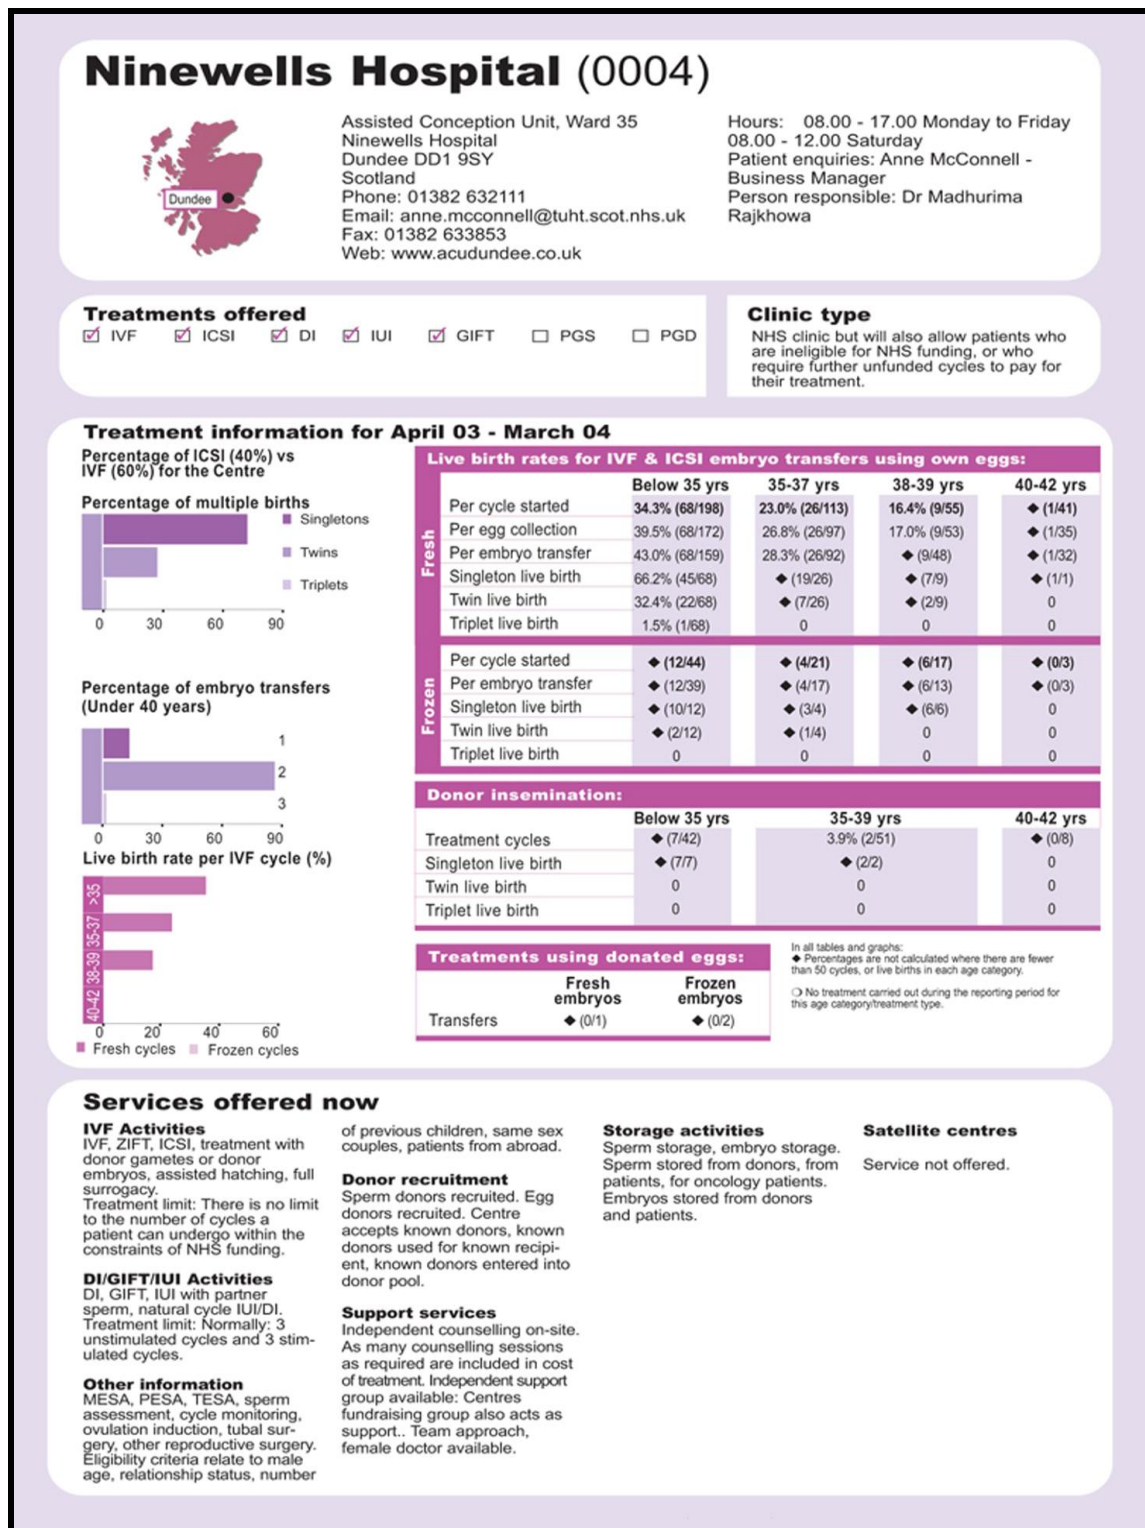 Ninewells Hospital (0004)
Dundee
Assisted Conception Unit, Ward 35
Ninewells Hospital
Dundee DD1 9SY
Scotland
Phone: 01382 632111
Email: anne.mcconnell@tuht.scot.nhs.uk
Fax: 01382 633853
Web: www.acudundee.co.uk
Hours: 08.00 - 17.00 Monday to Friday
08.00 - 12.00 Saturday
Patient enquiries: Anne McConnell -
Business Manager
Person responsible: Dr Madhurima
Rajkhowa
Treatments offered
IVF ICSI DI IUI GIFT PGS PGD
Clinic type
NHS clinic but will also allow patients who
are ineligible for NHS funding, or who
require further unfunded cycles to pay for
their treatment.
Treatment information for April 03 - March 04
Percentage of ICSI (40%) vs
IVF (60%) for the Centre
Percentage of multiple births
Singletons
Twins
Triplets
0 30 60 90
Percentage of embryo transfers
(Under 40 years)
1
2
3
0 30 60 90
Live birth rate per IVF cycle (%)
>35
35-37
38-39
40-42
0 20 40 60
Fresh cycles Frozen cycles
Live birth rates for IVF & ICSI embryo transfers using own eggs:
Below 35 yrs 35-37 yrs 38-39 yrs 40-42 yrs
Fresh
Per cycle started 34.3% (68/198) 23.0% (26/113) 16.4% (9/55) ◆ (1/41)
Per egg collection 39.5% (68/172) 26.8% (26/97) 17.0% (9/53) ◆ (1/35)
Per embryo transfer 43.0% (68/159) 28.3% (26/92) ◆ (9/48) ◆ (1/32)
Singleton live birth 66.2% (45/68) ◆ (19/26) ◆ (7/9) ◆ (1/1)
Twin live birth 32.4% (22/68) ◆ (7/26) ◆ (2/9) 0
Triplet live birth 1.5% (1/68) 0 0 0
Frozen
Per cycle started ◆ (12/44) ◆ (4/21) ◆ (6/17) ◆ (0/3)
Per embryo transfer ◆ (12/39) ◆ (4/17) ◆ (6/13) ◆ (0/3)
Singleton live birth ◆ (10/12) ◆ (3/4) ◆ (6/6) 0
Twin live birth ◆ (2/12) ◆ (1/4) 0 0
Triplet live birth 0 0 0 0
Donor insemination:
Below 35 yrs 35-39 yrs 40-42 yrs
Treatment cycles ◆ (7/42) 3.9% (2/51) ◆ (0/8)
Singleton live birth ◆ (7/7) ◆ (2/2) 0
Twin live birth 0 0 0
Triplet live birth 0 0 0
Treatments using donated eggs:
Fresh Frozen
embryos embryos
Transfers ◆ (0/1) ◆ (0/2)
In all tables and graphs:
◆ Percentages are not calculated where there are fewer
than 50 cycles, or live births in each age category.
❍ No treatment carried out during the reporting period for
this age category/treatment type.
Services offered now
IVF Activities
IVF, ZIFT, ICSI, treatment with
donor gametes or donor
embryos, assisted hatching, full
surrogacy.
Treatment limit: There is no limit
to the number of cycles a
patient can undergo within the
constraints of NHS funding.
DI/GIFT/IUI Activities
DI, GIFT, IUI with partner
sperm, natural cycle IUI/DI.
Treatment limit: Normally: 3
unstimulated cycles and 3 stim-
ulated cycles.
Other information
MESA, PESA, TESA, sperm
assessment, cycle monitoring,
ovulation induction, tubal sur-
gery, other reproductive surgery.
Eligibility criteria relate to male
age, relationship status, number
of previous children, same sex
couples, patients from abroad.
Donor recruitment
Sperm donors recruited. Egg
donors recruited. Centre
accepts known donors, known
donors used for known recipi-
ent, known donors entered into
donor pool.
Support services
Independent counselling on-site.
As many counselling sessions
as required are included in cost
of treatment. Independent support
group available: Centres
fundraising group also acts as
support.. Team approach,
female doctor available.
Storage activities
Sperm storage, embryo storage.
Sperm stored from donors, from
patients, for oncology patients.
Embryos stored from donors
and patients.
Satellite centres
Service not offered.